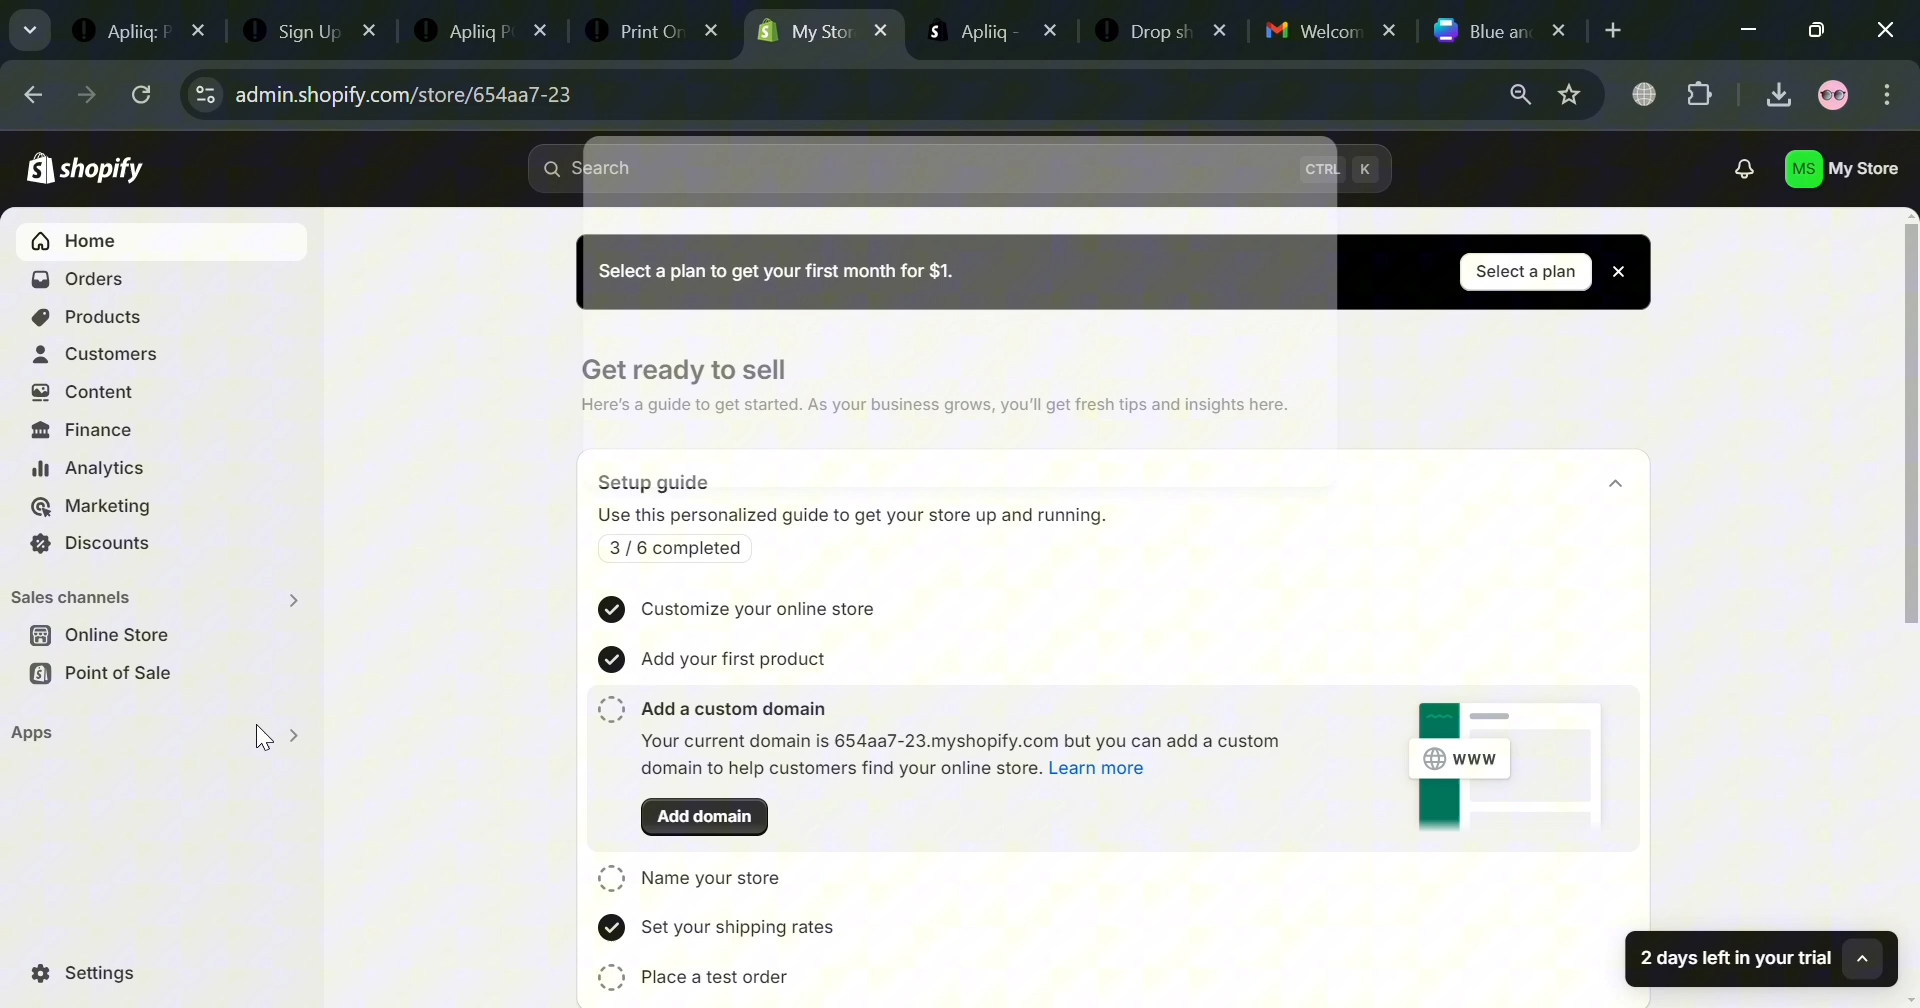 Apliiq: P
Sign Up
Apliiq P
Print On
My Stor
Apliiq -
Drop sh
Welcom
Blue and
admin.shopify.com/store/654aa7-23
shopify
Search
CTRL K
MS My Store
Home
Orders
Products
Customers
Content
Finance
Analytics
Marketing
Discounts
Sales channels
Online Store
Point of Sale
Apps
Settings
Select a plan to get your first month for $1.
Select a plan
Get ready to sell
Here's a guide to get started. As your business grows, you'll get fresh tips and insights here.
Setup guide
Use this personalized guide to get your store up and running.
3 / 6 completed
Customize your online store
Add your first product
Add a custom domain
Your current domain is 654aa7-23.myshopify.com but you can add a custom
domain to help customers find your online store. Learn more
www
Add domain
Name your store
Set your shipping rates
Place a test order
2 days left in your trial